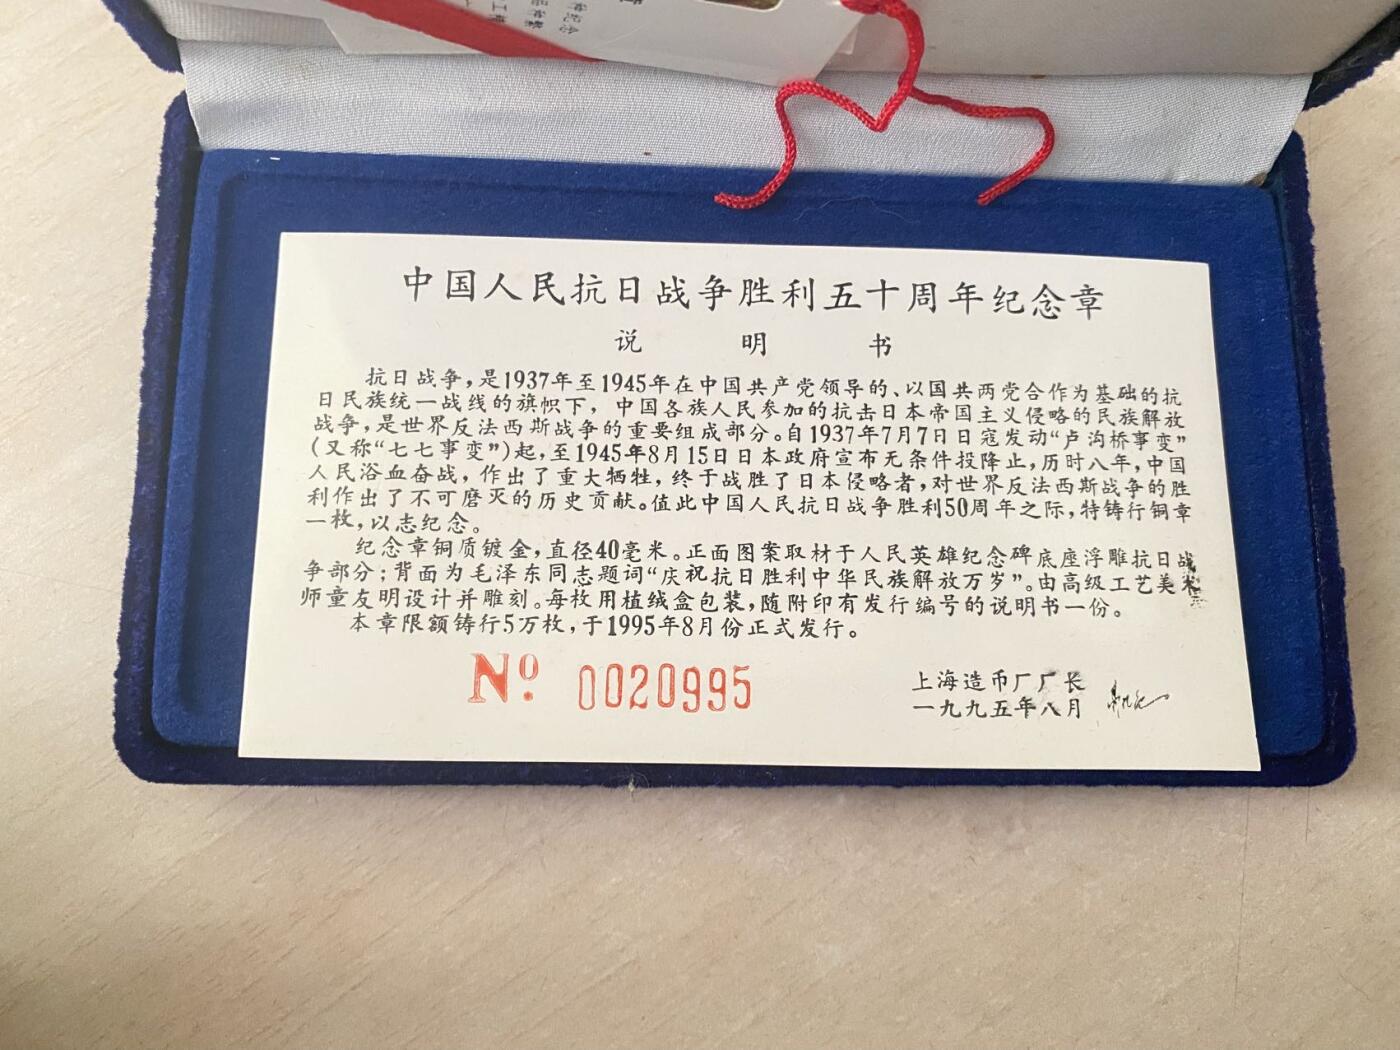 中国人民抗日战争胜利五十周年纪念章
说 明 书
抗日战争，是1937年至1945年在中国共产党领导的、以国共两党合作为基础的抗
日民族统一战线的旗帜下，中国各族人民参加的抗击日本帝国主义侵略的民族解放
战争，是世界反法西斯战争的重要组成部分。自1937年7月7日日寇发动“卢沟桥事变”
(又称“七七事变”)起，至1945年8月15日日本政府宣布无条件投降止，历时八年，中国
人民浴血奋战，作出了重大牺牲，终于战胜了日本侵略者，对世界反法西斯战争的胜
利作出了不可磨灭的历史贡献。值此中国人民抗日战争胜利50周年之际，特铸行铜章
一枚，以志纪念。
纪念章铜质镀金，直径40毫米。正面图案取材于人民英雄纪念碑底座浮雕抗日战
争部分；背面为毛泽东同志题词“庆祝抗日胜利中华民族解放万岁”。由高级工艺美术
师童友明设计并雕刻。每枚用植绒盒包装，随附印有发行编号的说明书一份。
本章限额铸行5万枚，于1995年8月份正式发行。
Nº 0020995
上海造币厂厂长
一九九五年八月